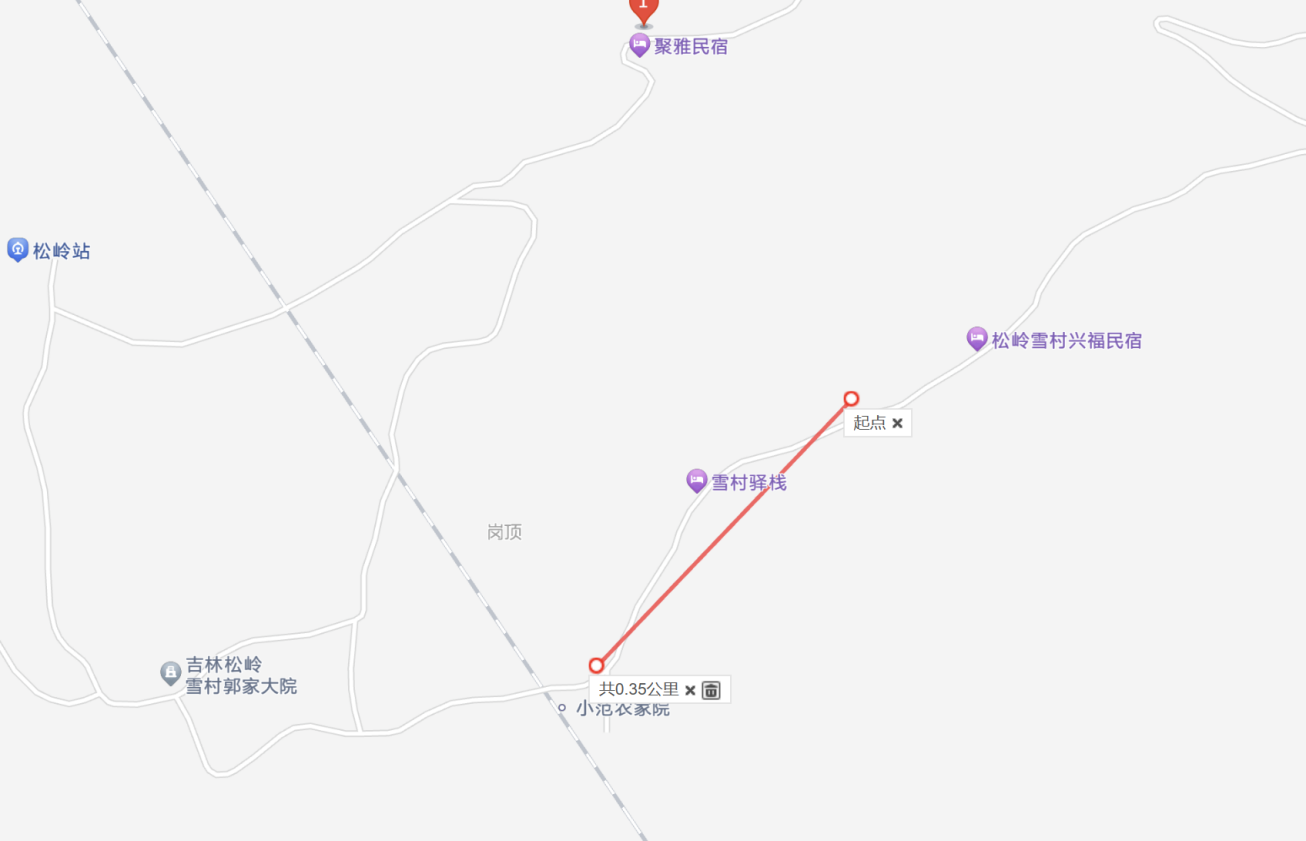 1
聚雅民宿
松岭站
松岭雪村兴福民宿
起点
雪村驿栈
岗顶
吉林松岭
雪村郭家大院
共0.35公里
小范农家院